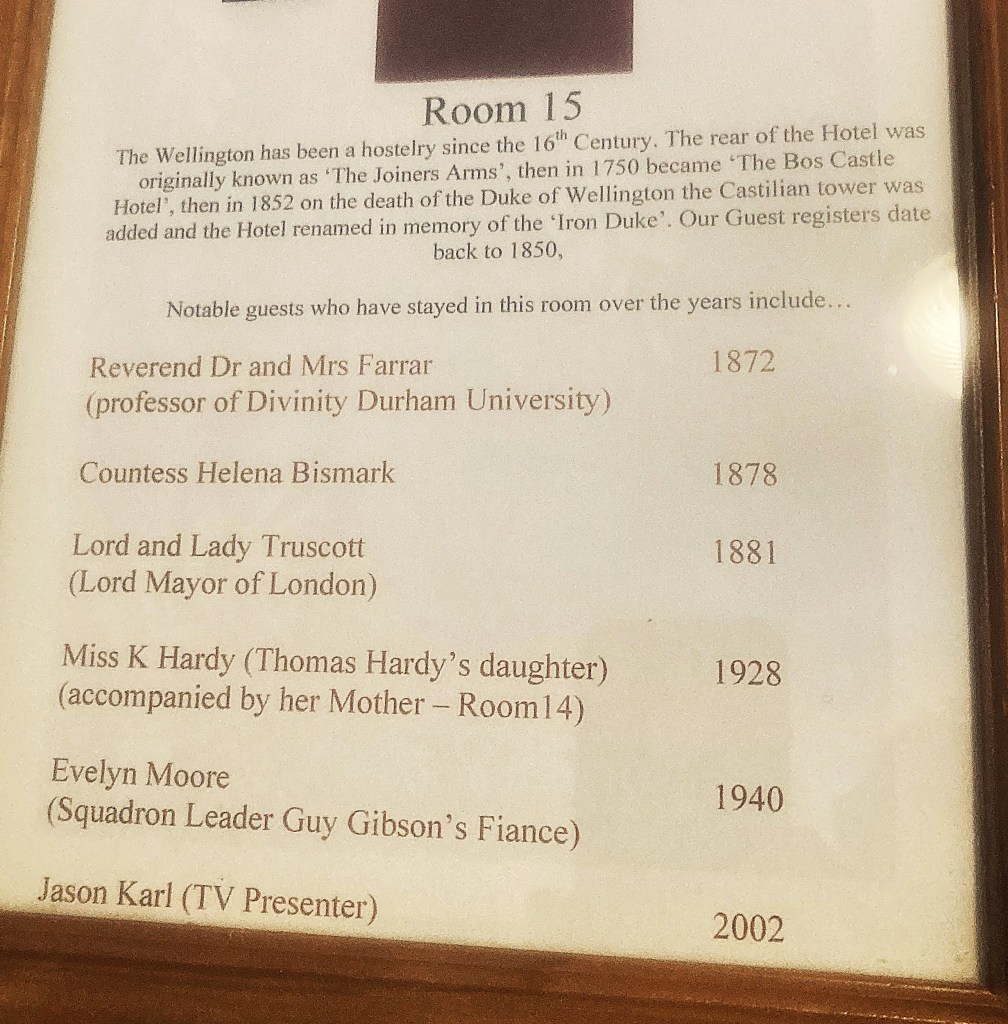 Room 15
The Wellington has been a hostelry since the 16th Century. The rear of the Hotel was
originally known as ‘The Joiners Arms’, then in 1750 became ‘The Bos Castle
Hotel’, then in 1852 on the death of the Duke of Wellington the Castilian tower was
added and the Hotel renamed in memory of the ‘Iron Duke’. Our Guest registers date
back to 1850,
Notable guests who have stayed in this room over the years include…
Reverend Dr and Mrs Farrar 1872
(professor of Divinity Durham University)
Countess Helena Bismark 1878
Lord and Lady Truscott 1881
(Lord Mayor of London)
Miss K Hardy (Thomas Hardy’s daughter) 1928
(accompanied by her Mother – Room14)
Evelyn Moore 1940
(Squadron Leader Guy Gibson’s Fiance)
Jason Karl (TV Presenter) 2002